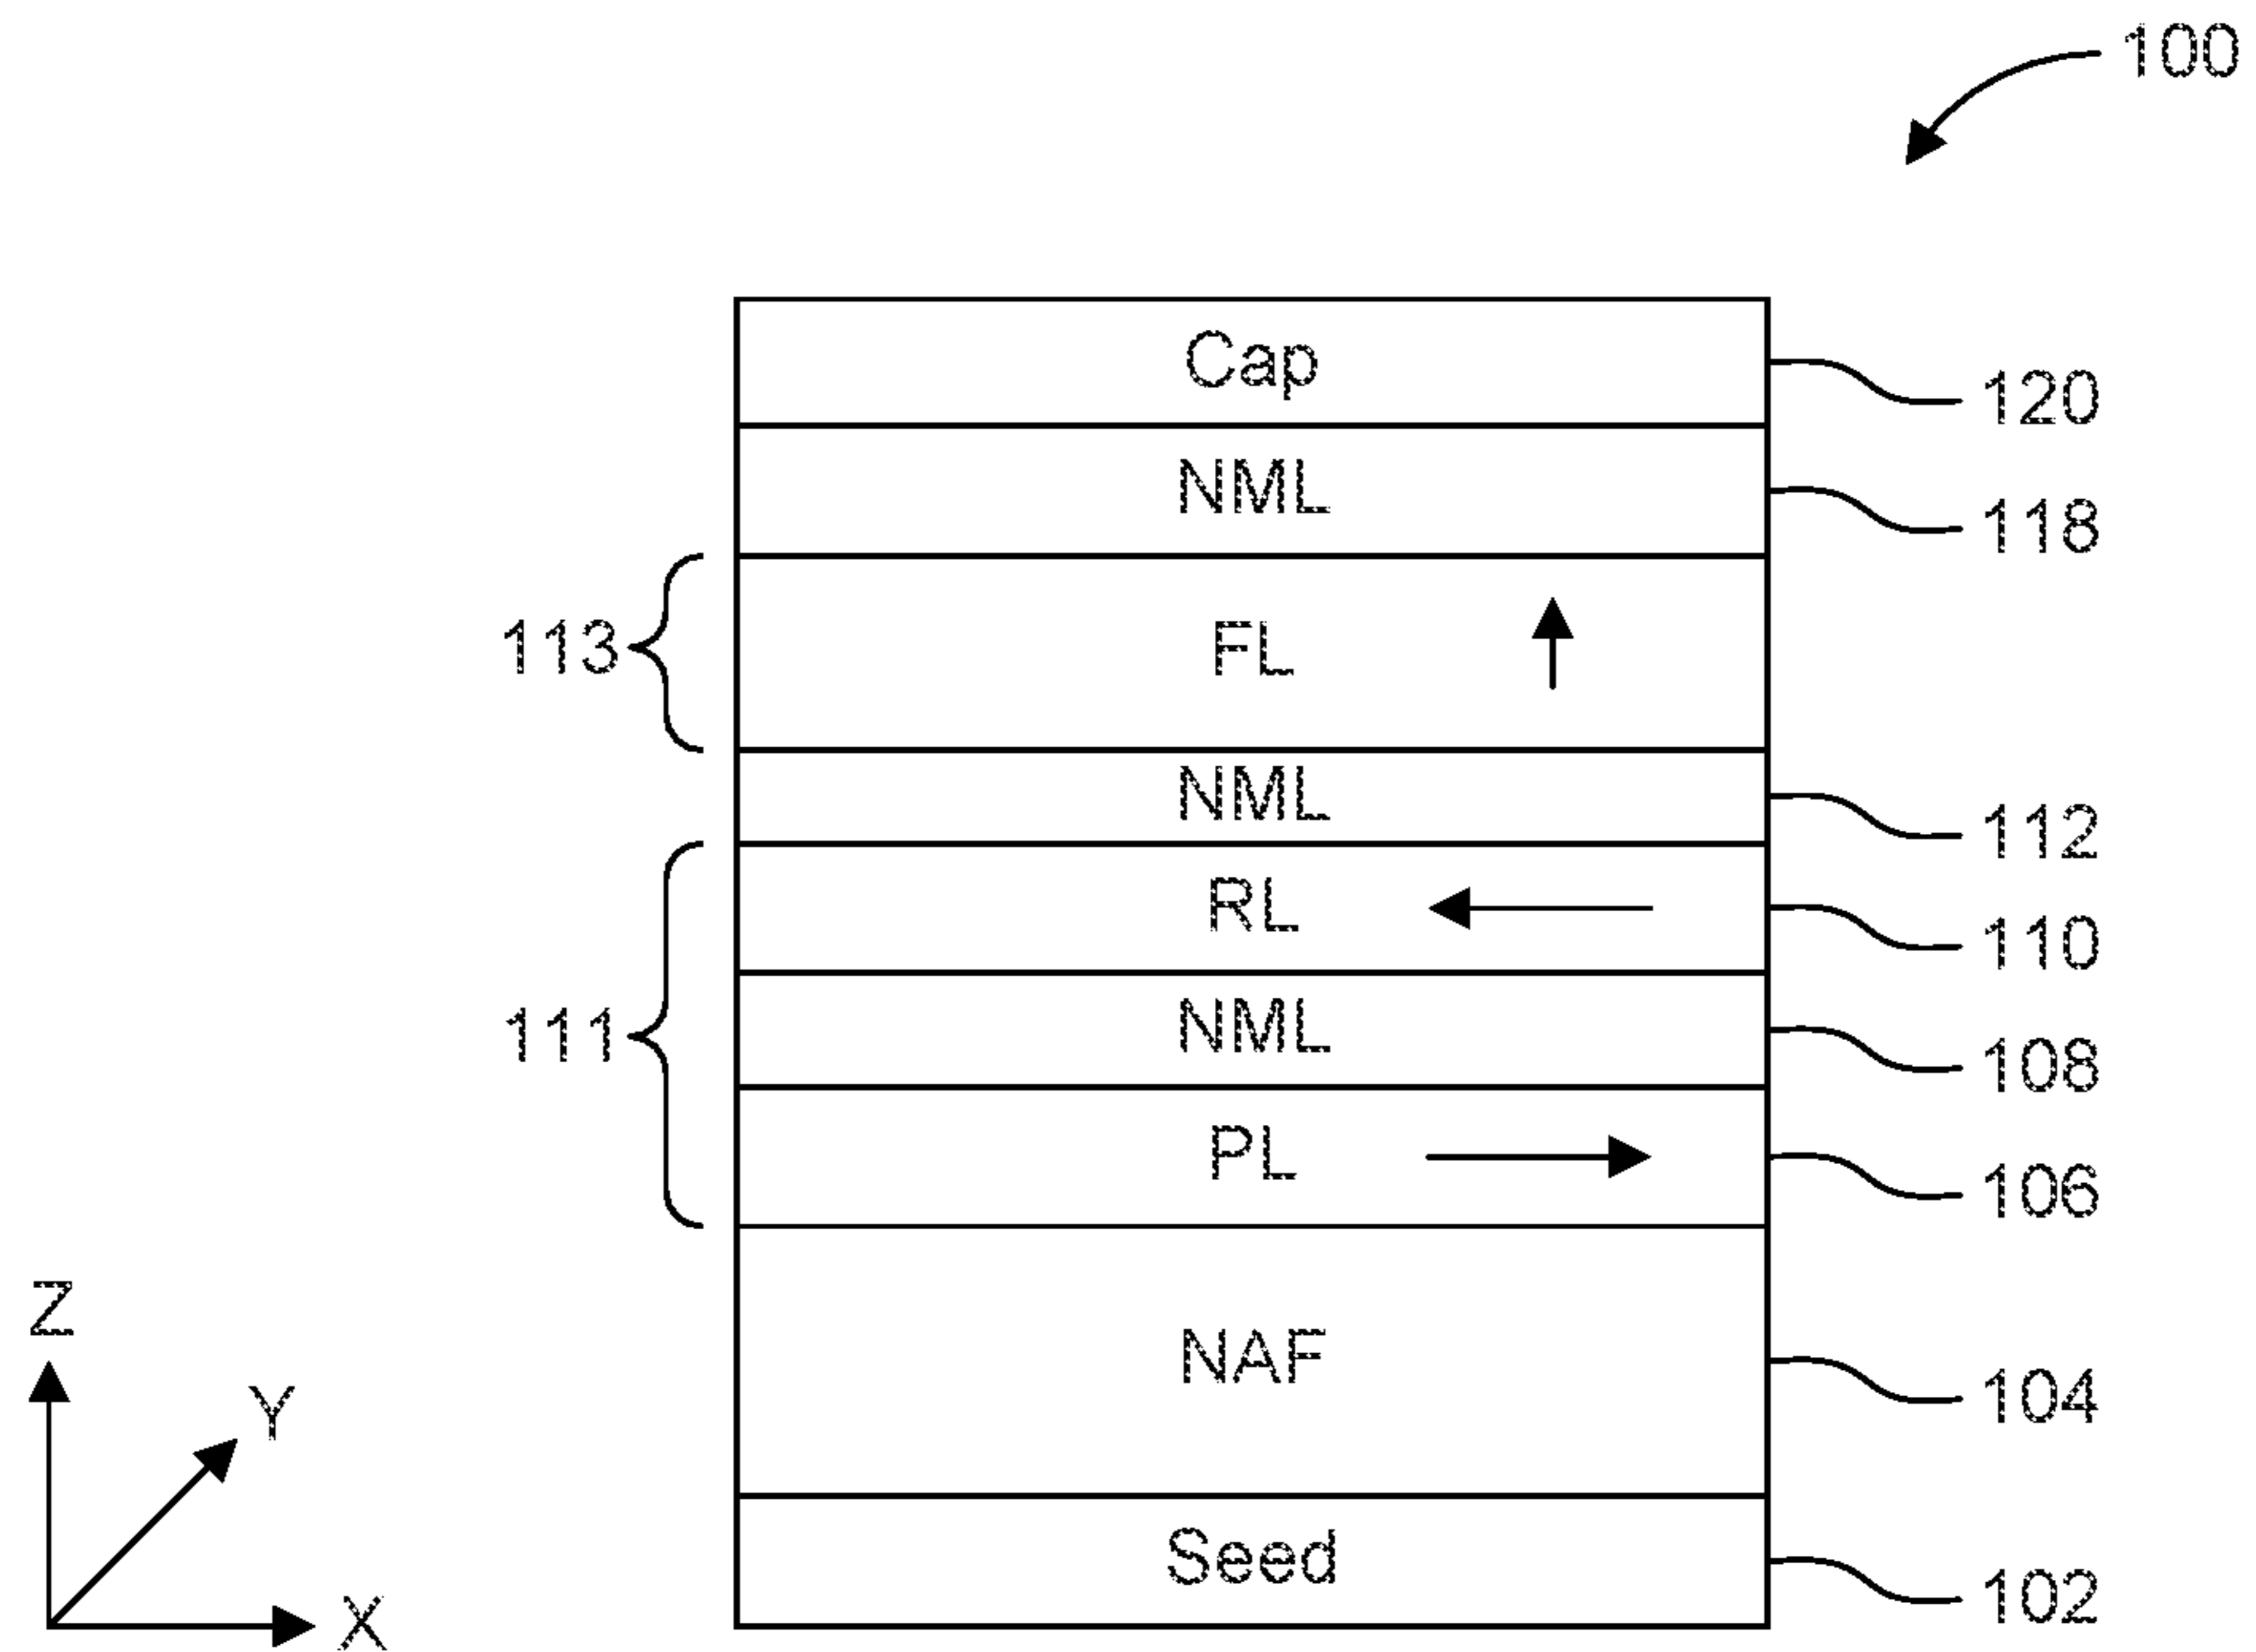 100
Cap
120
NML
118
113
FL
NML
112
RL
110
111
NML
108
PL
106
Z
Y
NAF
104
X
Seed
102